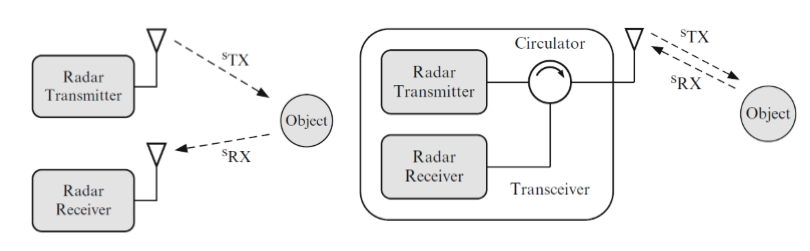 Radar
Transmitter
sTX
Object
sRX
Radar
Receiver
Circulator
Radar
Transmitter
sTX
sRX
Object
Radar
Receiver
Transceiver